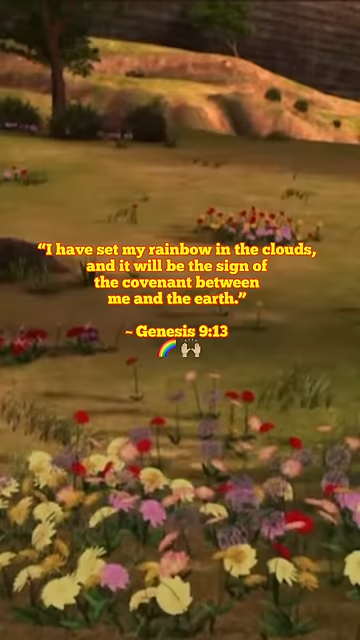 “I have set my rainbow in the clouds,
and it will be the sign of
the covenant between
me and the earth.”
~ Genesis 9:13
🌈 🙌🏼